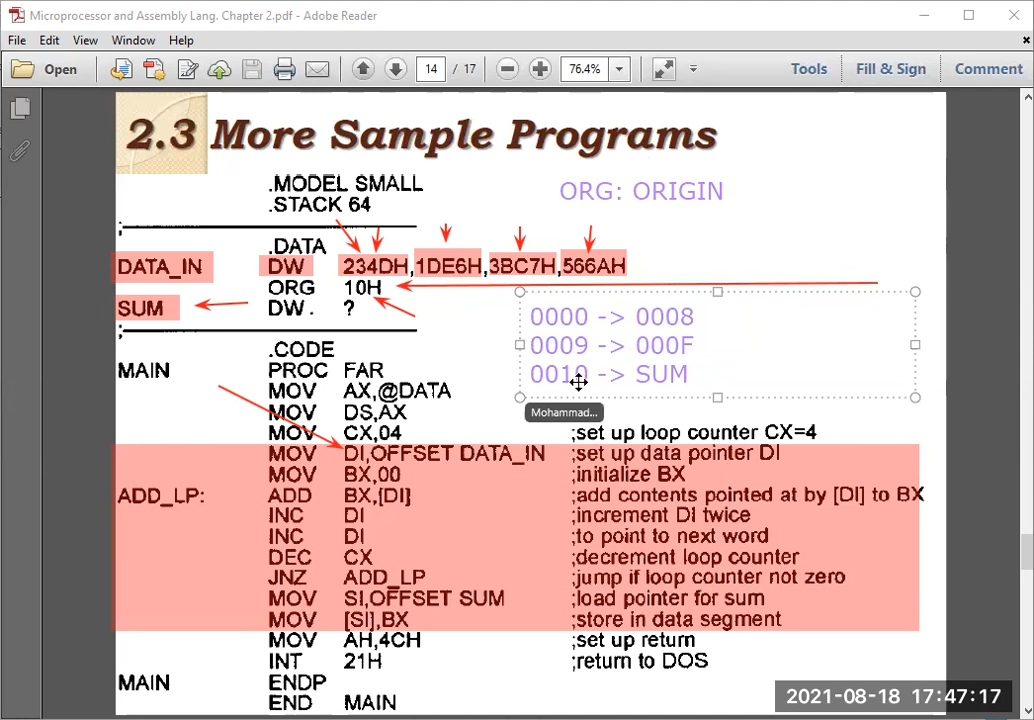 Microprocessor and Assembly Lang. Chapter 2.pdf - Adobe Reader
File Edit View Window Help
Open 14 / 17 76.4% Tools Fill & Sign Comment
2.3 More Sample Programs
.MODEL SMALL
.STACK 64
ORG: ORIGIN
;
.DATA
DATA_IN DW 234DH,1DE6H,3BC7H,566AH
ORG 10H
SUM DW . ?
;
0000 -> 0008
0009 -> 000F
0010 -> SUM
Mohammad...
.CODE
MAIN PROC FAR
MOV AX,@DATA
MOV DS,AX
MOV CX,04 ;set up loop counter CX=4
MOV DI,OFFSET DATA_IN ;set up data pointer DI
MOV BX,00 ;initialize BX
ADD_LP: ADD BX,[DI] ;add contents pointed at by [DI] to BX
INC DI ;increment DI twice
INC DI ;to point to next word
DEC CX ;decrement loop counter
JNZ ADD_LP ;jump if loop counter not zero
MOV SI,OFFSET SUM ;load pointer for sum
MOV [SI],BX ;store in data segment
MOV AH,4CH ;set up return
INT 21H ;return to DOS
MAIN ENDP
END MAIN
2021-08-18 17:47:17